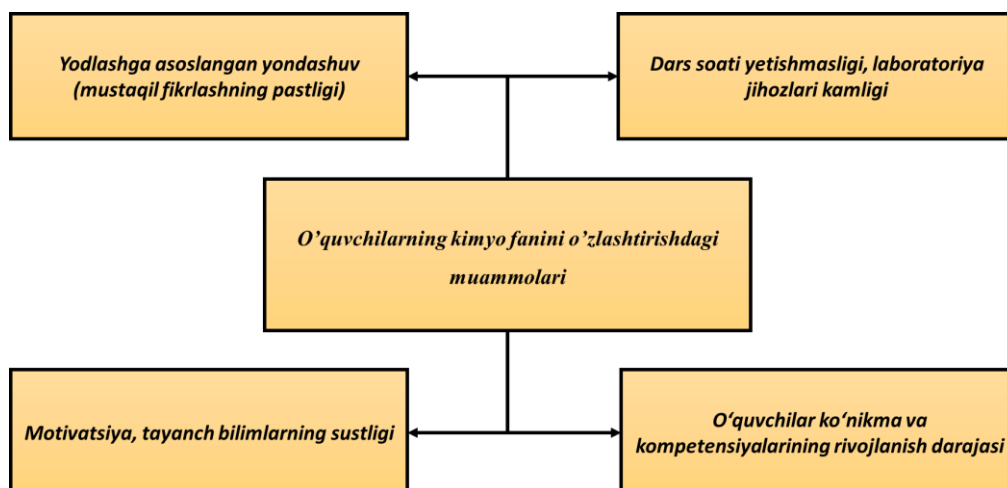 Yodlashga asoslangan yondashuv
(mustaqil fikrlashning pastligi)
Dars soati yetishmasligi, laboratoriya
jihozlari kamligi
O’quvchilarning kimyo fanini o’zlashtirishdagi
muammolari
Motivatsiya, tayanch bilimlarning sustligi
O‘quvchilar ko‘nikma va
kompetensiyalarining rivojlanish darajasi